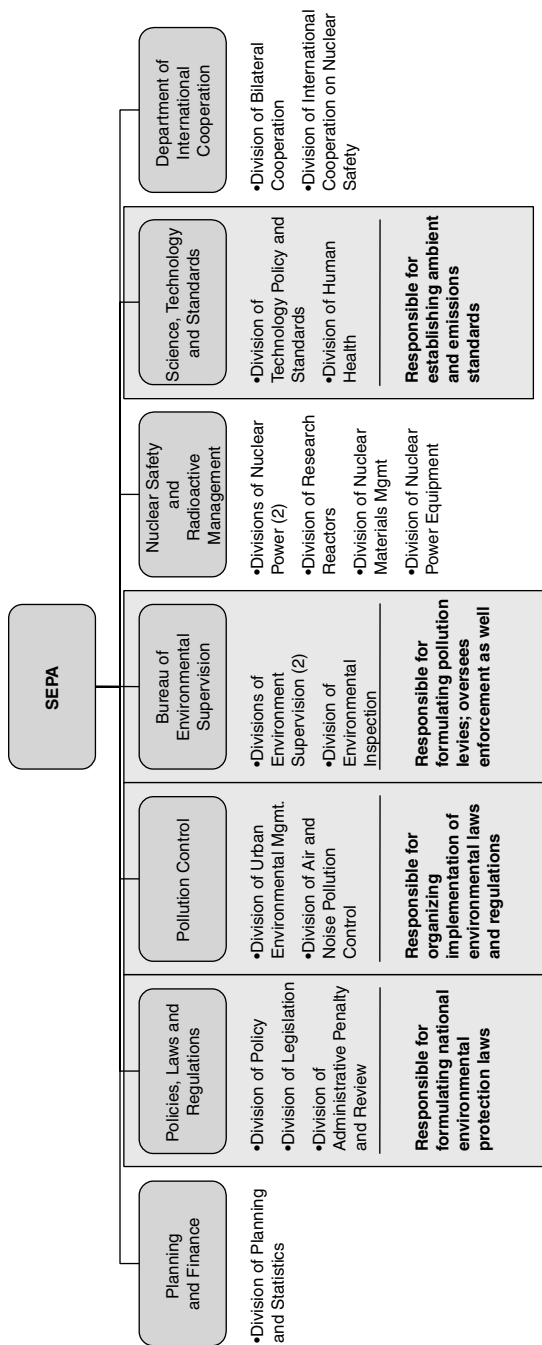 SEPA
Planning
and Finance
•Division of Planning
and Statistics
Policies, Laws and
Regulations
•Division of Policy
•Division of Legislation
•Division of
Administrative Penalty
and Review
Responsible for
formulating national
environmental
protection laws
Pollution Control
•Division of Urban
Environmental Mgmt.
•Division of Air and
Noise Pollution
Control
Responsible for
organizing
implementation of
environmental laws
and regulations
Bureau of
Environmental
Supervision
•Divisions of
Environment
Supervision (2)
•Division of
Environmental
Inspection
Responsible for
formulating pollution
levies; oversees
enforcement as well
Nuclear Safety
and
Radioactive
Management
•Divisions of Nuclear
Power (2)
•Division of Research
Reactors
•Division of Nuclear
Materials Mgmt
•Division of Nuclear
Power Equipment
Science, Technology
and Standards
•Division of
Technology Policy and
Standards
•Division of Human
Health
Responsible for
establishing ambient
and emissions
standards
Department of
International
Cooperation
•Division of Bilateral
Cooperation
•Division of International
Cooperation on Nuclear
Safety